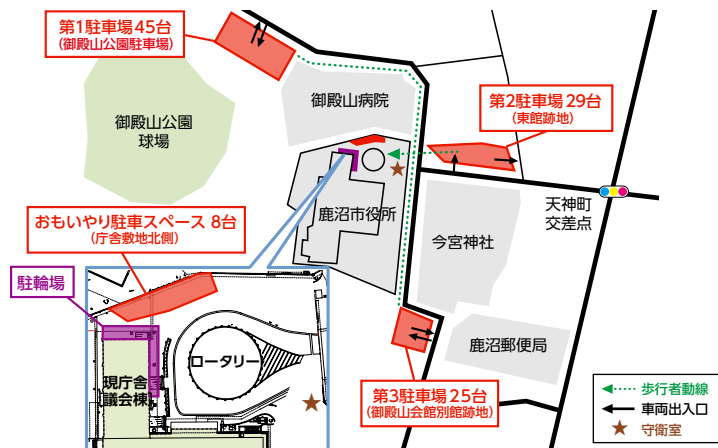 第1駐車場45台
(御殿山公園駐車場)
御殿山病院
第2駐車場 29台
(東館跡地)
御殿山公園
球場
天神町
交差点
鹿沼市役所
おもいやり駐車スペース 8台
(庁舎敷地北側)
今宮神社
駐輪場
鹿沼郵便局
ロータリー
現庁舎
議会棟
第3駐車場 25台
(御殿山会館別館跡地)
歩行者動線
車両出入口
守衛室